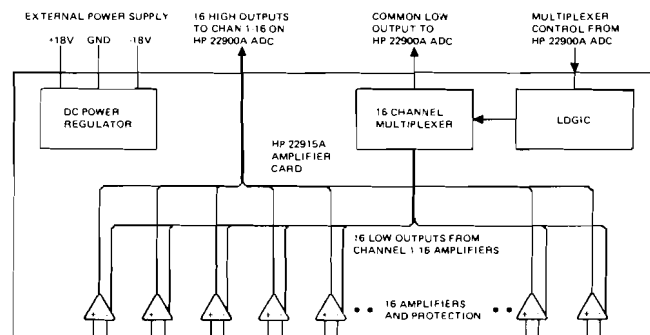 EXTERNAL POWER SUPPLY
+18V GND -18V
16 HIGH OUTPUTS
TO CHAN 1-16 ON
HP 22900A ADC
COMMON LOW
OUTPUT TO
HP 22900A ADC
MULTIPLEXER
CONTROL FROM
HP 22900A ADC
DC POWER
REGULATOR
16 CHANNEL
MULTIPLEXER
LOGIC
HP 22915A
AMPLIFIER
CARD
16 LOW OUTPUTS FROM
CHANNEL 1-16 AMPLIFIERS
16 AMPLIFIERS
AND PROTECTION